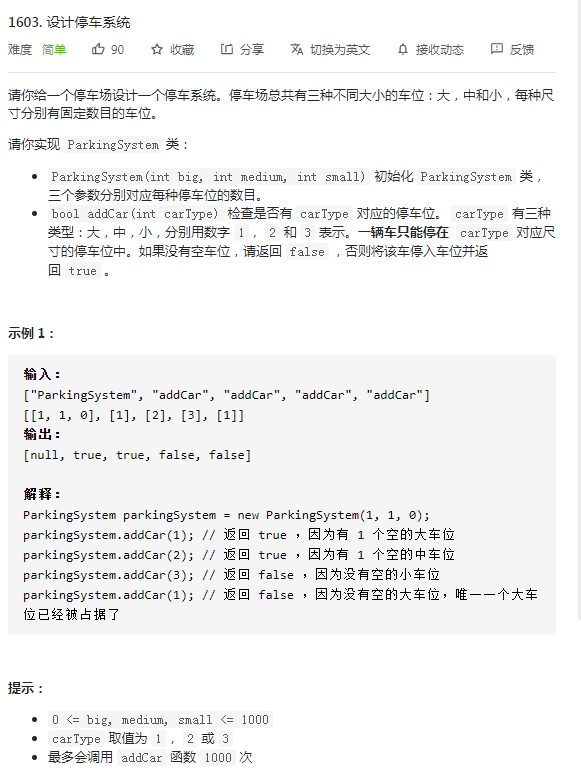 1603. 设计停车系统
难度 简单 90 收藏 分享 切换为英文 接收动态 反馈
请你给一个停车场设计一个停车系统。停车场总共有三种不同大小的车位：大，中和小，每种尺
寸分别有固定数目的车位。
请你实现 ParkingSystem 类：
ParkingSystem(int big, int medium, int small) 初始化 ParkingSystem 类，
三个参数分别对应每种停车位的数目。
bool addCar(int carType) 检查是否有 carType 对应的停车位。 carType 有三种
类型：大，中，小，分别用数字 1 ， 2 和 3 表示。一辆车只能停在 carType 对应尺
寸的停车位中。如果没有空车位，请返回 false ，否则将该车停入车位并返
回 true 。
示例 1：
输入：
["ParkingSystem", "addCar", "addCar", "addCar", "addCar"]
[[1, 1, 0], [1], [2], [3], [1]]
输出：
[null, true, true, false, false]
解释：
ParkingSystem parkingSystem = new ParkingSystem(1, 1, 0);
parkingSystem.addCar(1); // 返回 true ，因为有 1 个空的大车位
parkingSystem.addCar(2); // 返回 true ，因为有 1 个空的中车位
parkingSystem.addCar(3); // 返回 false ，因为没有空的小车位
parkingSystem.addCar(1); // 返回 false ，因为没有空的大车位，唯一一个大车
位已经被占据了
提示：
0 <= big, medium, small <= 1000
carType 取值为 1 ， 2 或 3
最多会调用 addCar 函数 1000 次